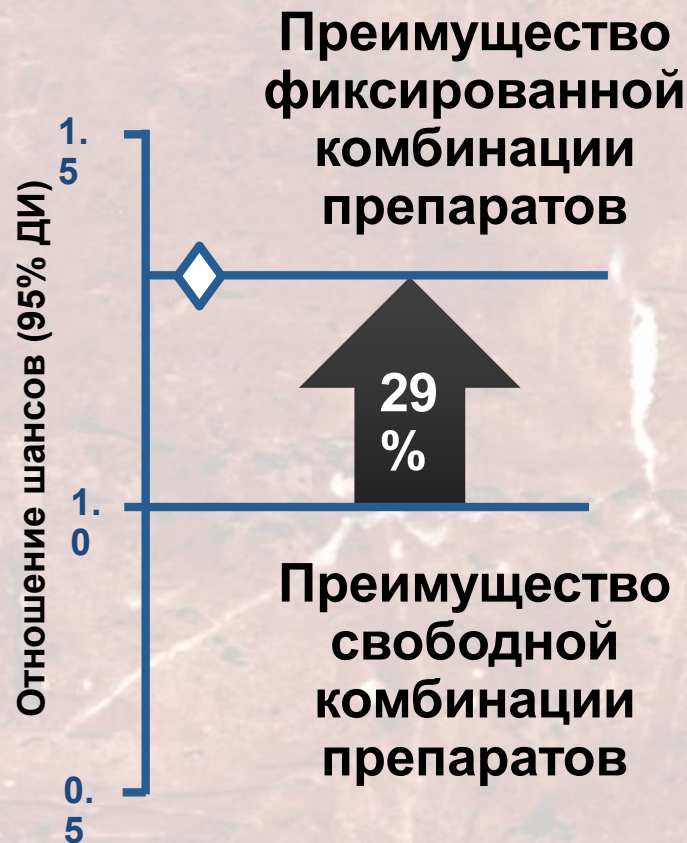 Преимущество
фиксированной
комбинации
препаратов
1.
5
Отношение шансов (95% ДИ)
29
%
1.
0
Преимущество
свободной
комбинации
препаратов
0.
5